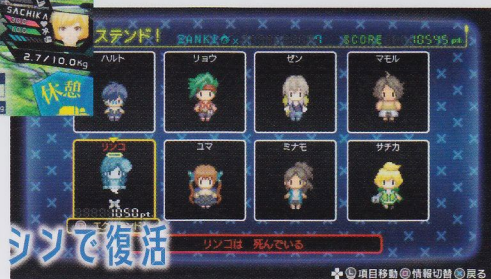 SACHIKA
2.7/10.0Kg
休憩
ステンド!
RANK
SCORE 10545 pt.
ハルト リョウ ゼン マモル
リンコ ユマ ミナモ サチカ
1050pt.
シンで復活
リンコは 死んでいる
L項目移動 ◎情報切替 ⊗戻る